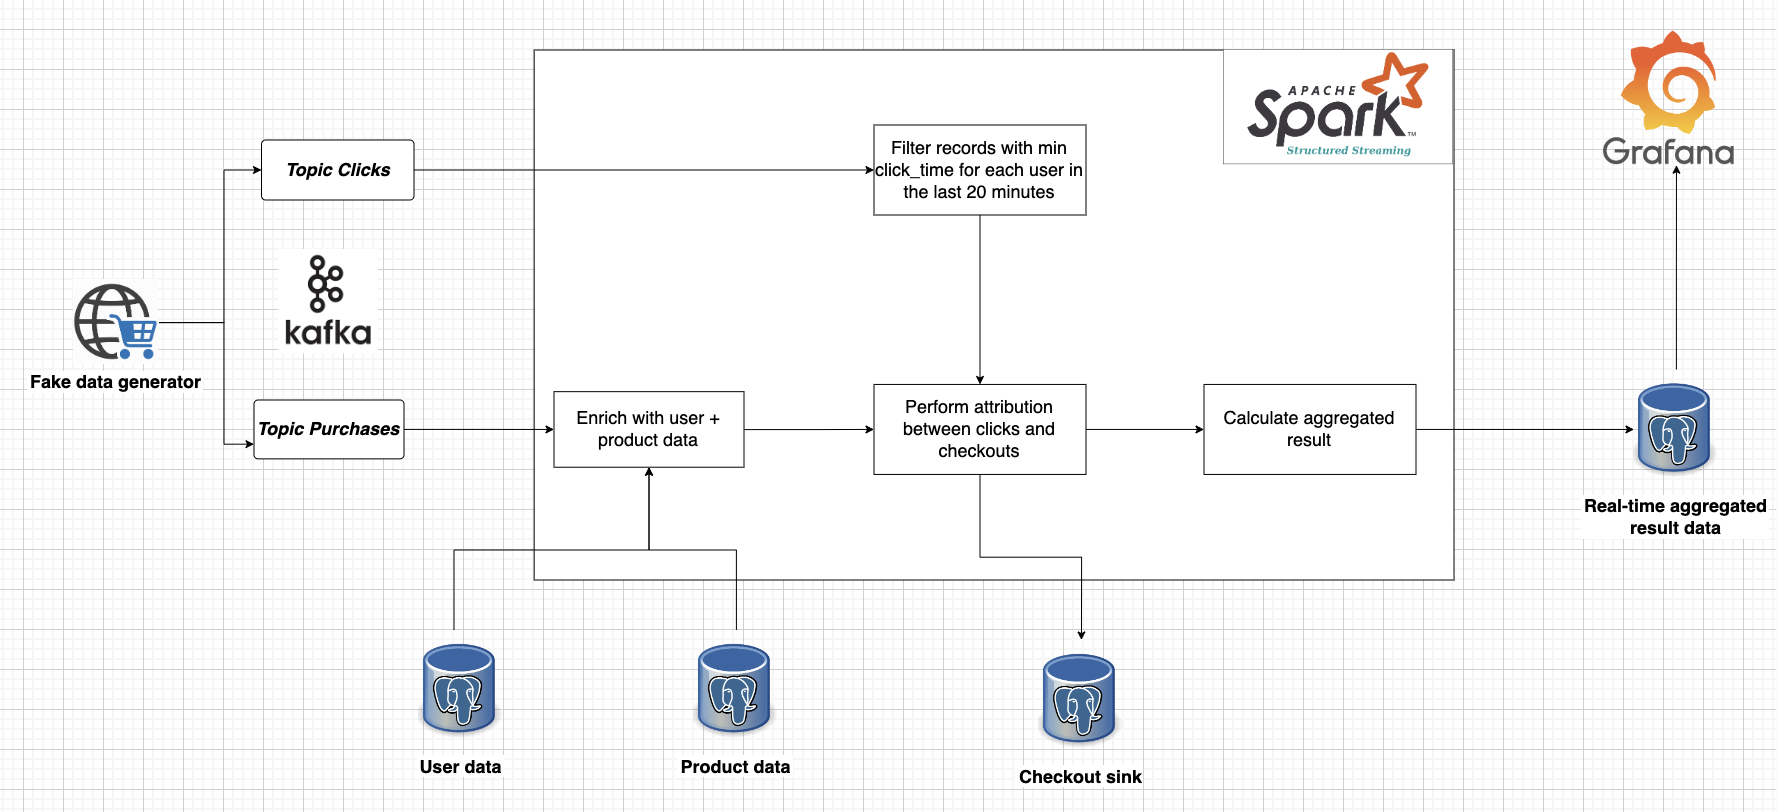 APACHE
Spark™
Structured Streaming
Grafana
Filter records with min
click_time for each user in
the last 20 minutes
Topic Clicks
kafka
Fake data generator
Topic Purchases
Enrich with user +
product data
Perform attribution
between clicks and
checkouts
Calculate aggregated
result
Real-time aggregated
result data
User data
Product data
Checkout sink